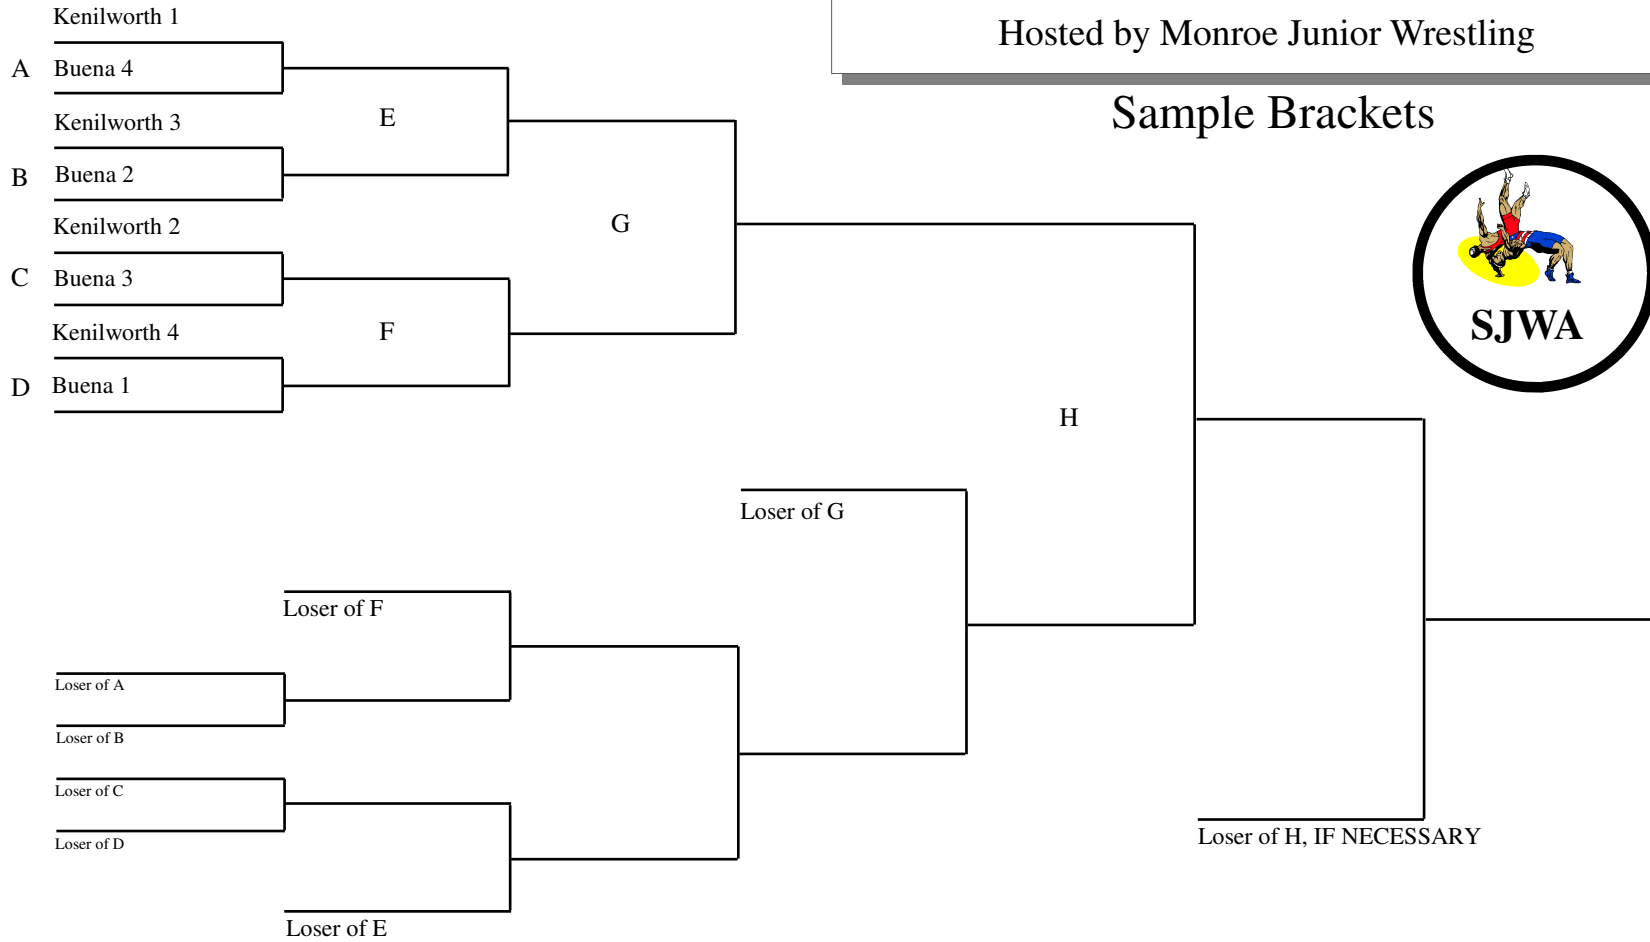 Kenilworth 1
Hosted by Monroe Junior Wrestling
A
Buena 4
Sample Brackets
Kenilworth 3
E
B
Buena 2
Kenilworth 2
G
C
Buena 3
SJWA
Kenilworth 4
F
D
Buena 1
H
Loser of G
Loser of F
Loser of A
Loser of B
Loser of C
Loser of D
Loser of H, IF NECESSARY
Loser of E